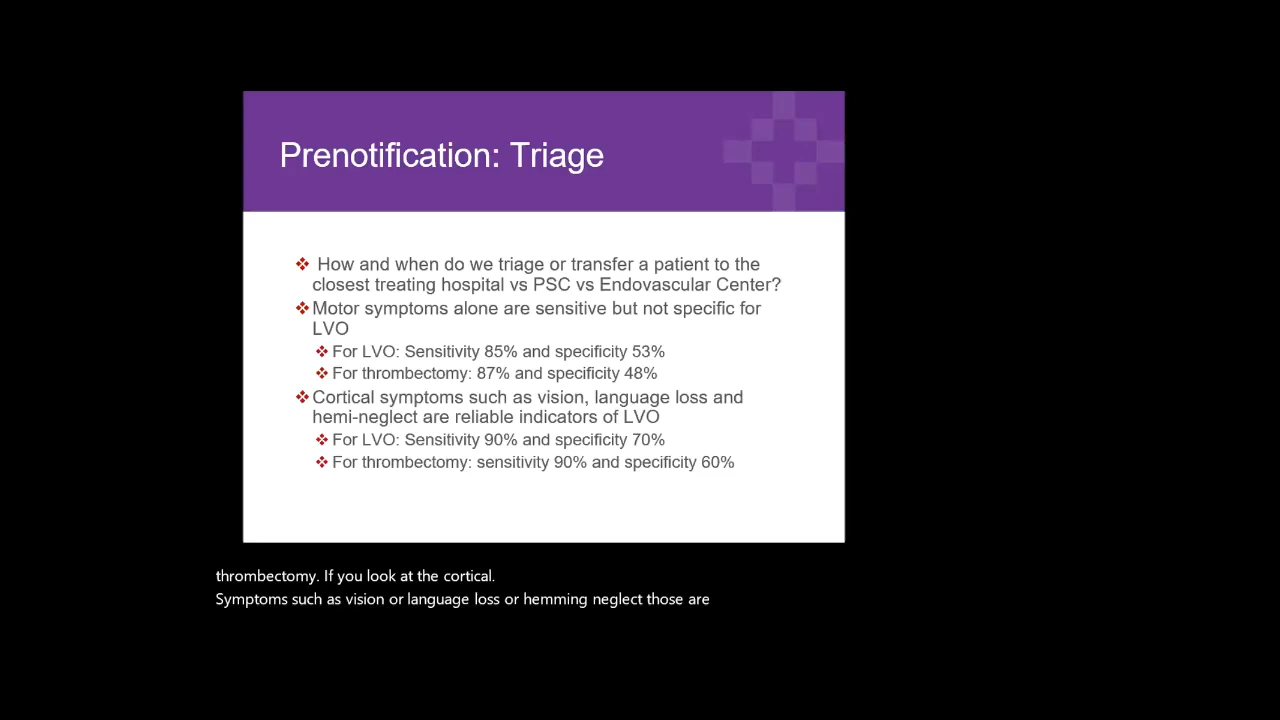 Prenotification: Triage
How and when do we triage or transfer a patient to the
closest treating hospital vs PSC vs Endovascular Center?
Motor symptoms alone are sensitive but not specific for
LVO
For LVO: Sensitivity 85% and specificity 53%
For thrombectomy: 87% and specificity 48%
Cortical symptoms such as vision, language loss and
hemi-neglect are reliable indicators of LVO
For LVO: Sensitivity 90% and specificity 70%
For thrombectomy: sensitivity 90% and specificity 60%
thrombectomy. If you look at the cortical.
Symptoms such as vision or language loss or hemming neglect those are